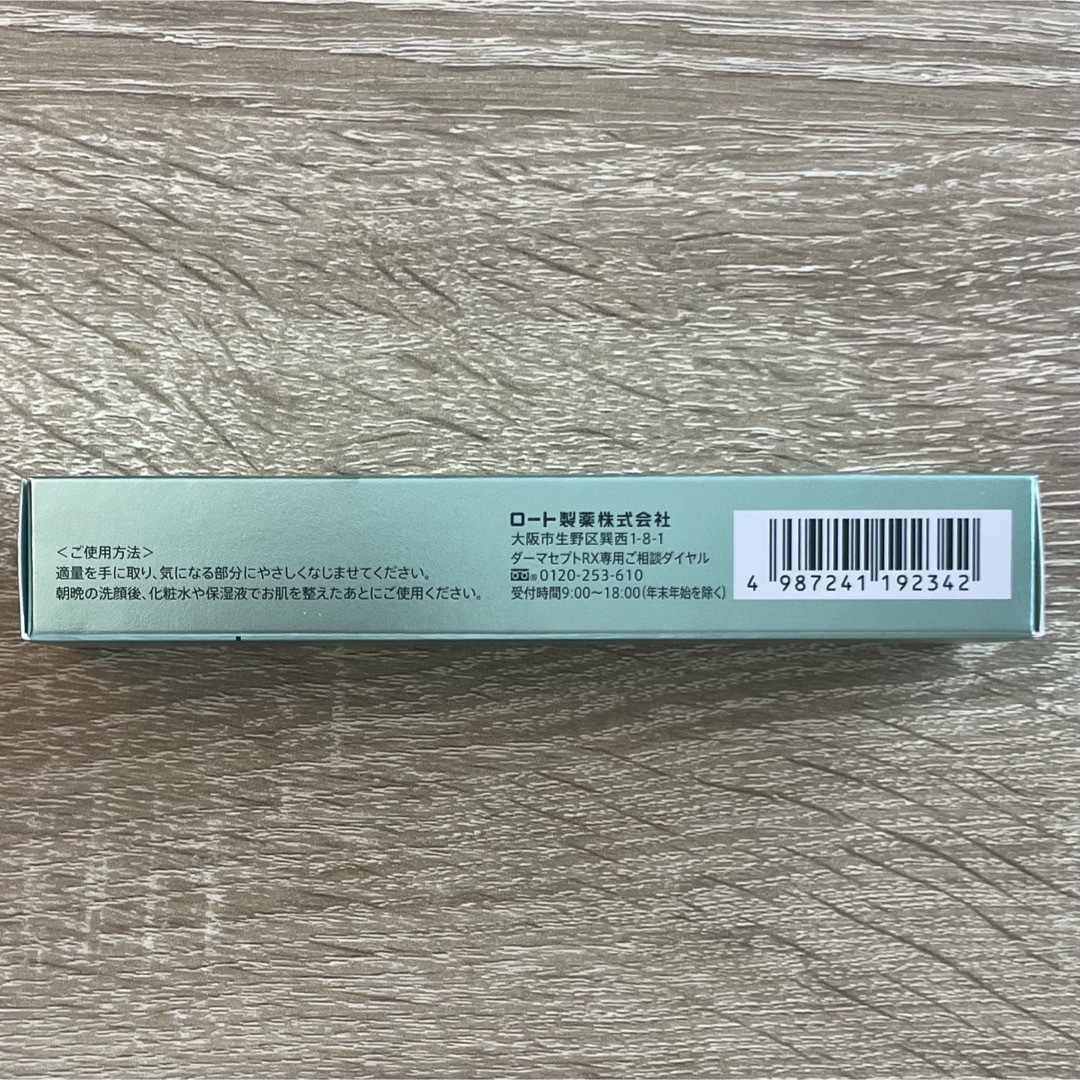 ＜ご使用方法＞
適量を手に取り、気になる部分にやさしくなじませてください。
朝晩の洗顔後、化粧水や保湿液でお肌を整えたあとにご使用ください。
ロート製薬株式会社
大阪市生野区巽西1-8-1
ダーマセプトRX専用ご相談ダイヤル
0120-253-610
受付時間9:00〜18:00(年末年始を除く)
4 987241 192342